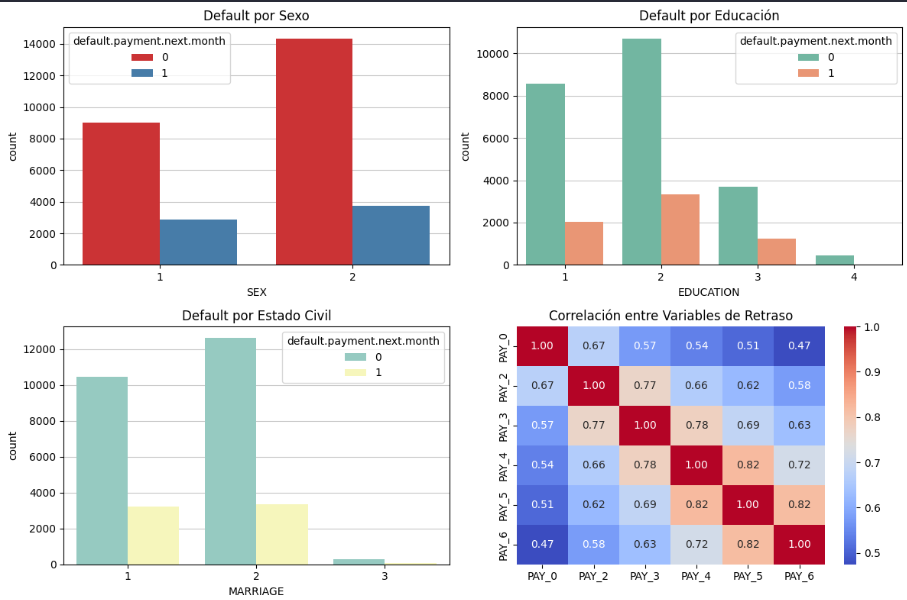 Default por Sexo
default.payment.next.month
0
1
14000
12000
10000
8000
6000
4000
2000
0
count
1 2
SEX
Default por Educación
default.payment.next.month
0
1
10000
8000
6000
4000
2000
0
count
1 2 3 4
EDUCATION
Default por Estado Civil
default.payment.next.month
0
1
12000
10000
8000
6000
4000
2000
0
count
1 2 3
MARRIAGE
Correlación entre Variables de Retraso
PAY_0 1.00 0.67 0.57 0.54 0.51 0.47
PAY_2 0.67 1.00 0.77 0.66 0.62 0.58
PAY_3 0.57 0.77 1.00 0.78 0.69 0.63
PAY_4 0.54 0.66 0.78 1.00 0.82 0.72
PAY_5 0.51 0.62 0.69 0.82 1.00 0.82
PAY_6 0.47 0.58 0.63 0.72 0.82 1.00
PAY_0 PAY_2 PAY_3 PAY_4 PAY_5 PAY_6
1.0
0.9
0.8
0.7
0.6
0.5